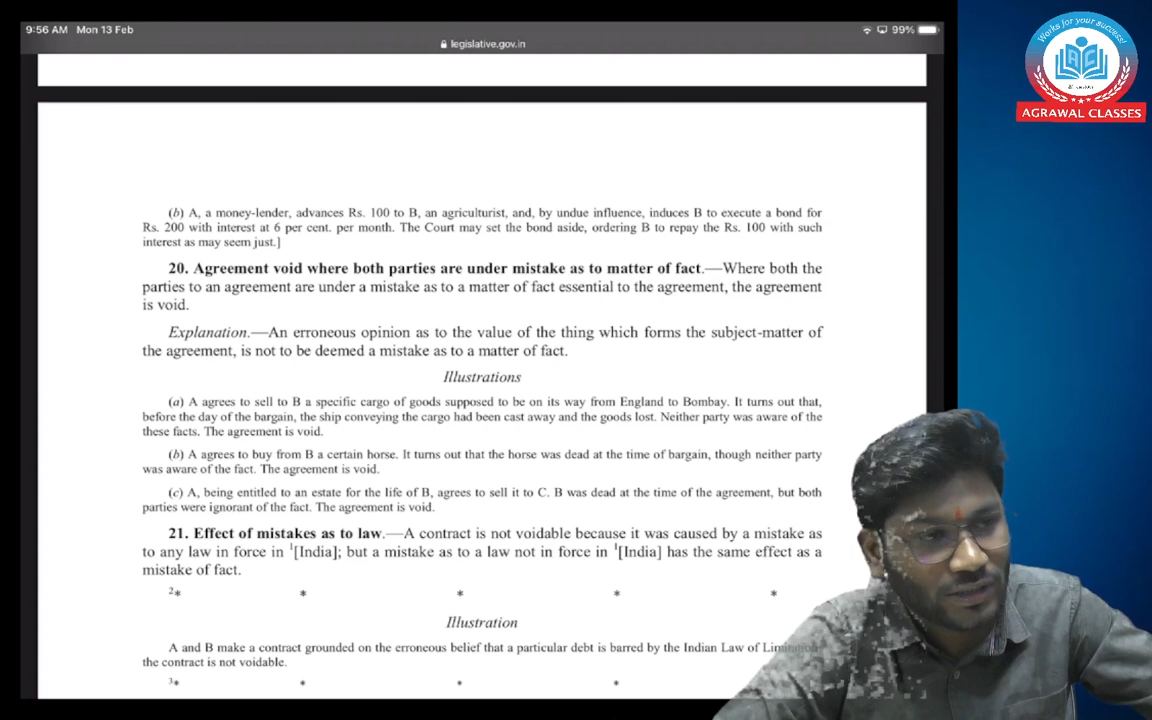 9:56 AM Mon 13 Feb
99%
legislative.gov.in
Works for your success!
AC
AGRAWAL CLASSES
(b) A, a money-lender, advances Rs. 100 to B, an agriculturist, and, by undue influence, induces B to execute a bond for
Rs. 200 with interest at 6 per cent. per month. The Court may set the bond aside, ordering B to repay the Rs. 100 with such
interest as may seem just.]
20. Agreement void where both parties are under mistake as to matter of fact.—Where both the
parties to an agreement are under a mistake as to a matter of fact essential to the agreement, the agreement
is void.
Explanation.—An erroneous opinion as to the value of the thing which forms the subject-matter of
the agreement, is not to be deemed a mistake as to a matter of fact.
Illustrations
(a) A agrees to sell to B a specific cargo of goods supposed to be on its way from England to Bombay. It turns out that,
before the day of the bargain, the ship conveying the cargo had been cast away and the goods lost. Neither party was aware of the
these facts. The agreement is void.
(b) A agrees to buy from B a certain horse. It turns out that the horse was dead at the time of bargain, though neither party
was aware of the fact. The agreement is void.
(c) A, being entitled to an estate for the life of B, agrees to sell it to C. B was dead at the time of the agreement, but both
parties were ignorant of the fact. The agreement is void.
21. Effect of mistakes as to law.—A contract is not voidable because it was caused by a mistake as
to any law in force in 1[India]; but a mistake as to a law not in force in 1[India] has the same effect as a
mistake of fact.
2* * * * *
Illustration
A and B make a contract grounded on the erroneous belief that a particular debt is barred by the Indian Law of
the contract is not voidable.
3* * * *